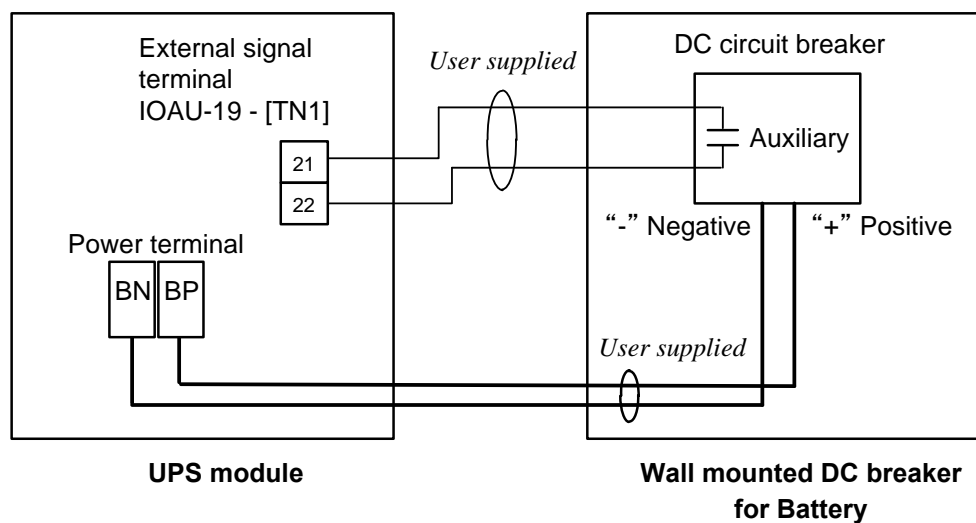 External signal
terminal
IOAU-19 - [TN1]
21
22
Power terminal
BN BP
UPS module
User supplied
User supplied
DC circuit breaker
Auxiliary
“-” Negative “+” Positive
Wall mounted DC breaker
for Battery